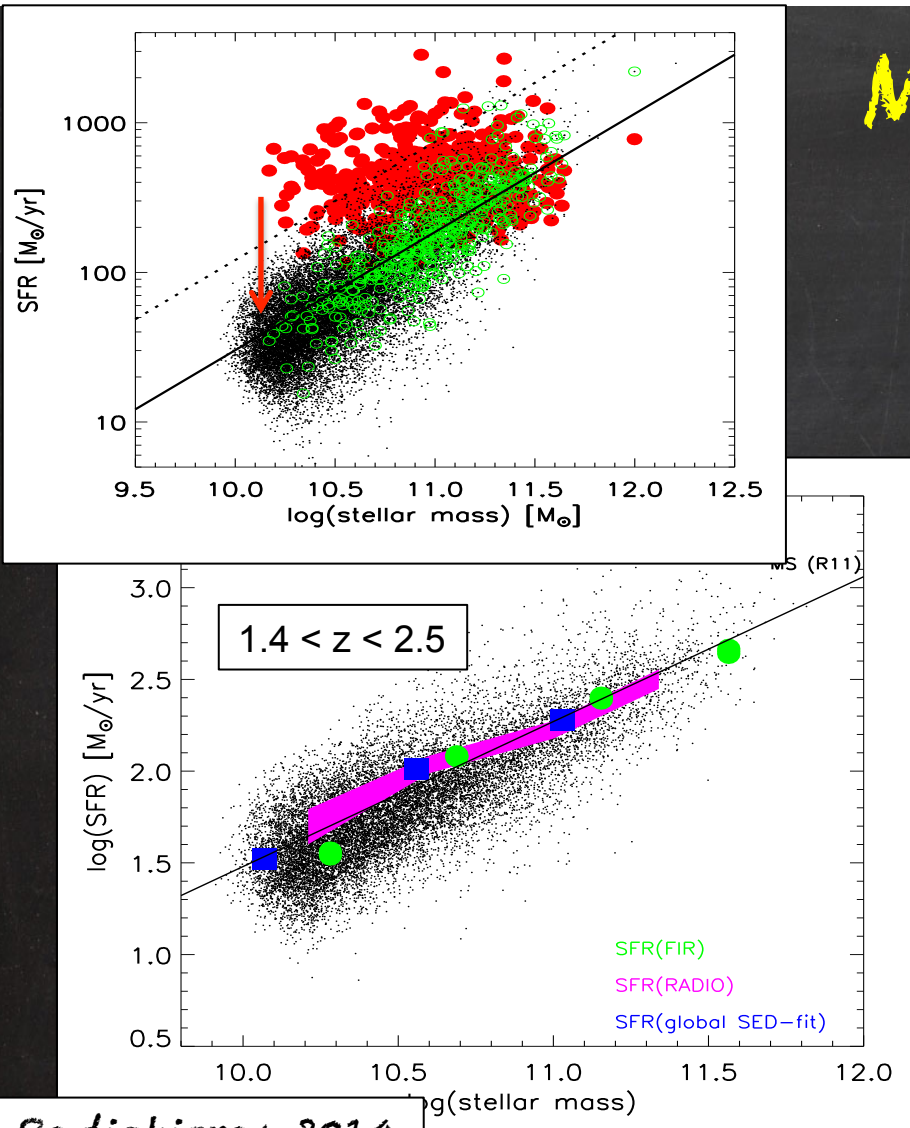 1000
100
10
SFR [M⊙/yr]
9.5 10.0 10.5 11.0 11.5 12.0 12.5
log(stellar mass) [M⊙]
MS (R11)
3.0
2.5
2.0
1.5
1.0
0.5
log(SFR) [M⊙/yr]
1.4 < z < 2.5
SFR(FIR)
SFR(RADIO)
SFR(global SED-fit)
10.0 10.5 11.0 11.5 12.0
(stellar mass)